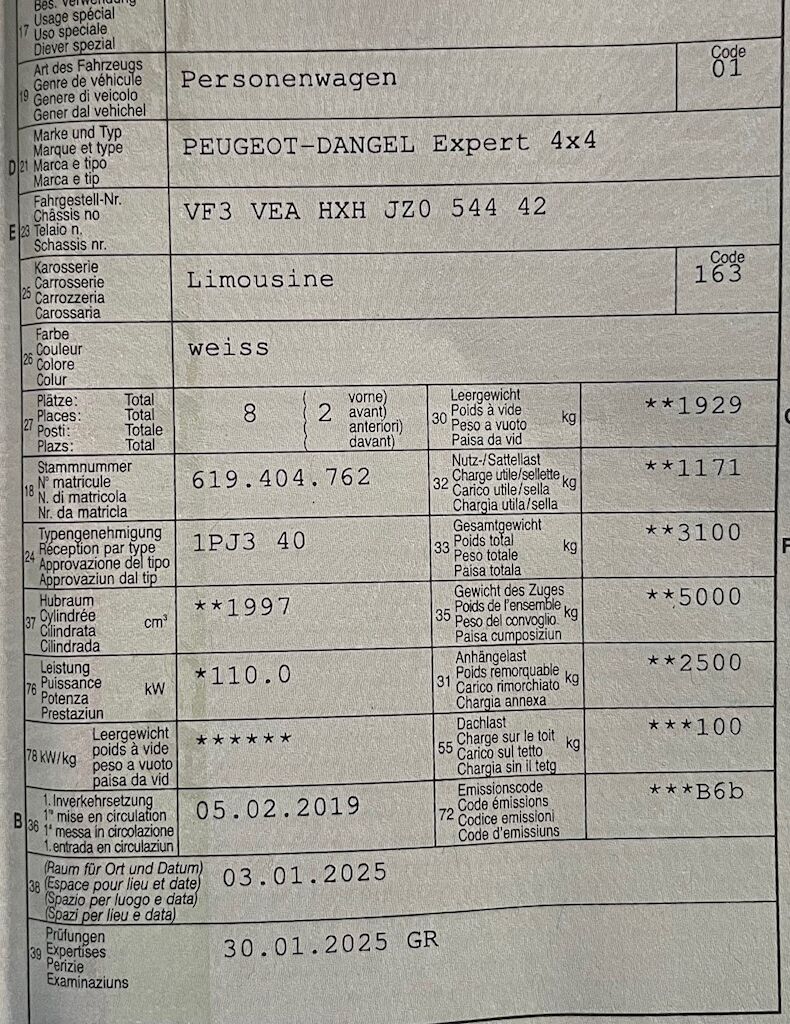 Bes. Verwendung
17 Usage spécial
Uso speciale
Diever spezial
Art des Fahrzeugs
Genre de véhicule
19 Genere di veicolo
Gener dal vehichel
Personenwagen
Code
01
Marke und Typ
Marque et type
D 21 Marca e tipo
Marca e tip
PEUGEOT-DANGEL Expert 4x4
Fahrgestell-Nr.
Châssis no
E 23 Telaio n.
Schassis nr.
VF3 VEA HXH JZ0 544 42
Karosserie
Carrosserie
25 Carrozzeria
Carossaria
Limousine
Code
163
Farbe
26 Couleur
Colore
Colur
weiss
Plätze: Total
27 Places: Total
Posti: Totale
Plazs: Total
8
( 2 vorne)
avant)
anteriori)
davant)
Leergewicht
30 Poids à vide kg
Peso a vuoto
Paisa da vid
**1929
Stammnummer
18 N° matricule
N. di matricola
Nr. da matricla
619.404.762
Nutz-/Sattellast
32 Charge utile/sellette kg
Carico utile/sella
Chargia utila/sella
**1171
Typengenehmigung
24 Réception par type
Approvazione del tipo
Approvaziun dal tip
1PJ3 40
Gesamtgewicht
33 Poids total kg
Peso totale
Paisa totala
**3100
Hubraum
37 Cylindrée cm³
Cilindrata
Cilindrada
**1997
Gewicht des Zuges
35 Poids de l'ensemble kg
Peso del convoglio
Paisa cumposiziun
**5000
Leistung
76 Puissance kW
Potenza
Prestaziun
*110.0
Anhängelast
31 Poids remorquable kg
Carico rimorchiato
Chargia annexa
**2500
Leergewicht
78 kW/kg poids à vide
peso a vuoto
paisa da vid
******
Dachlast
55 Charge sur le toit kg
Carico sul tetto
Chargia sin il tetg
***100
1. Inverkehrsetzung
B 36 1re mise en circulation
1a messa in circolazione
1. entrada en circulaziun
05.02.2019
Emissionscode
72 Code émissions
Codice emissioni
Code d'emissiuns
***B6b
(Raum für Ort und Datum)
38 (Espace pour lieu et date)
(Spazio per luogo e data)
(Spazi per lieu e data)
03.01.2025
Prüfungen
39 Expertises
Perizie
Examinaziuns
30.01.2025 GR